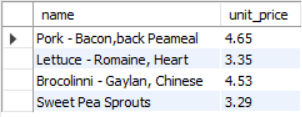 name unit_price
Pork - Bacon,back Peameal 4.65
Lettuce - Romaine, Heart 3.35
Brocolinni - Gaylan, Chinese 4.53
Sweet Pea Sprouts 3.29